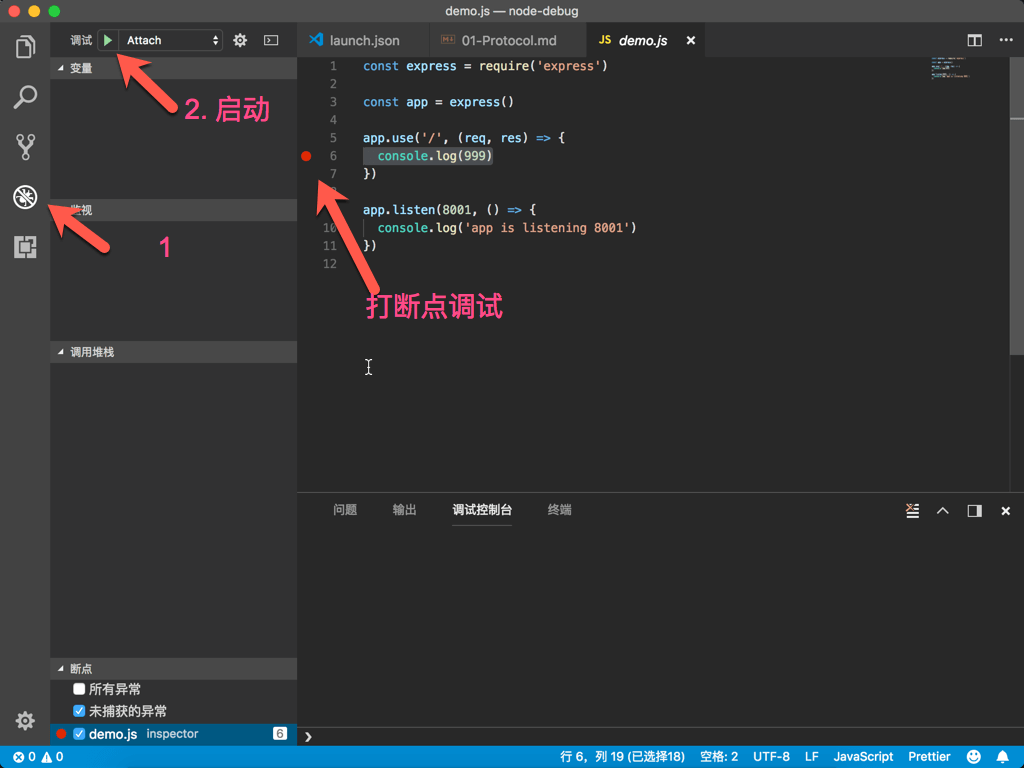 demo.js — node-debug
调试 Attach
launch.json
01-Protocol.md
JS demo.js
变量
2. 启动
监视
1
调用堆栈
断点
所有异常
未捕获的异常
demo.js inspector 6
1 const express = require('express')
2
3 const app = express()
4
5 app.use('/', (req, res) => {
6 console.log(999)
7 })
app.listen(8001, () => {
10 console.log('app is listening 8001')
11 })
12
打断点调试
问题 输出 调试控制台 终端
0 0
行 6，列 19 (已选择18) 空格: 2 UTF-8 LF JavaScript Prettier